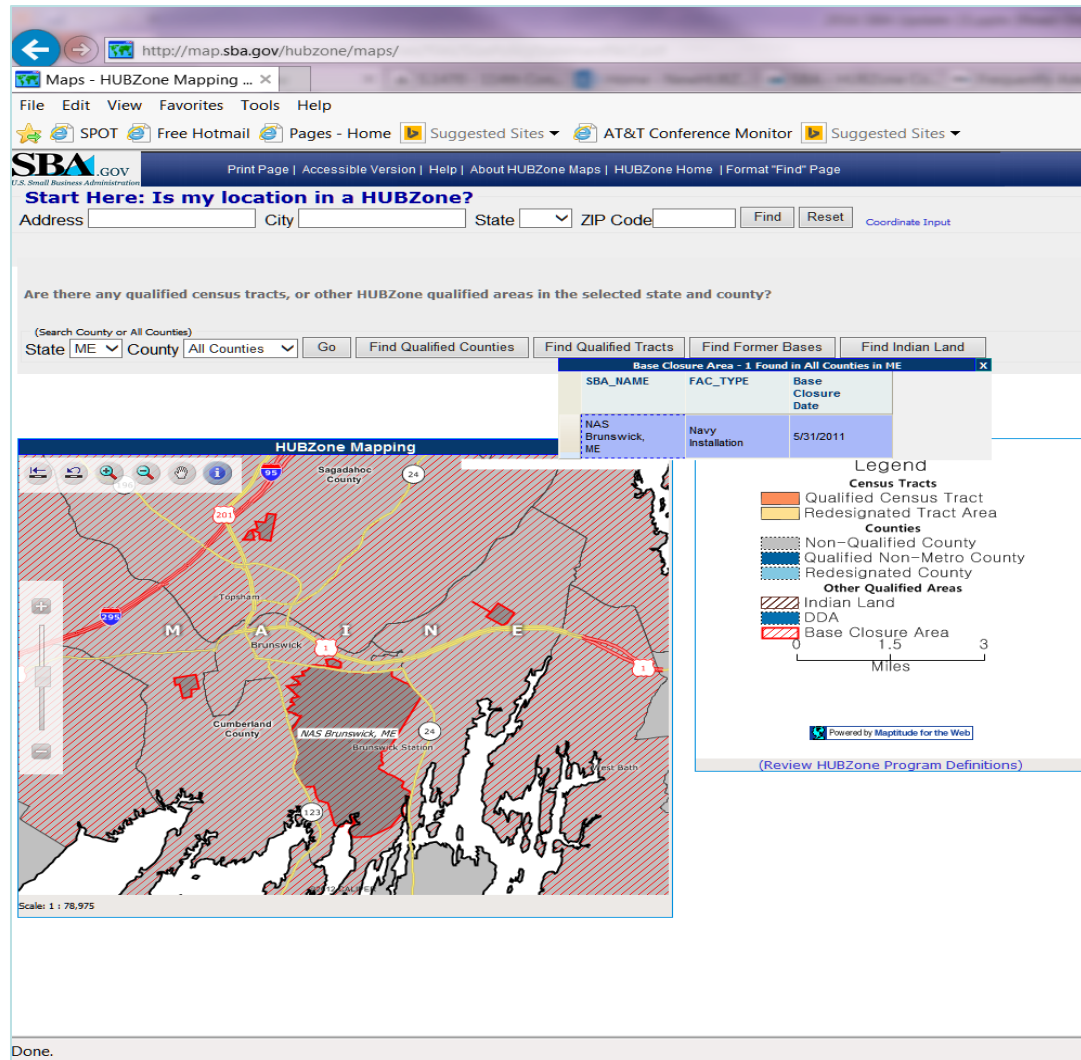 http://map.sba.gov/hubzone/maps/
Maps - HUBZone Mapping ... ×
File Edit View Favorites Tools Help
SPOT Free Hotmail Pages - Home Suggested Sites ▾ AT&T Conference Monitor Suggested Sites ▾
SBA.GOV
U.S. Small Business Administration
Print Page | Accessible Version | Help | About HUBZone Maps | HUBZone Home | Format "Find" Page
Start Here: Is my location in a HUBZone?
Address City State ZIP Code Find Reset Coordinate Input
Are there any qualified census tracts, or other HUBZone qualified areas in the selected state and county?
(Search County or All Counties)
State ME County All Counties Go Find Qualified Counties Find Qualified Tracts Find Former Bases Find Indian Land
Base Closure Area - 1 Found in All Counties in ME X
SBA_NAME FAC_TYPE Base Closure Date
NAS Brunswick, ME Navy Installation 5/31/2011
HUBZone Mapping
196
95
Sagadahoc
County
24
201
Topsham
295
M A I N E
Brunswick
1
1
Cumberland
County
NAS Brunswick, ME
24
Brunswick Station
West Bath
123
Scale: 1 : 78,975
Legend
Census Tracts
Qualified Census Tract
Redesignated Tract Area
Counties
Non-Qualified County
Qualified Non-Metro County
Redesignated County
Other Qualified Areas
Indian Land
DDA
Base Closure Area
0 1.5 3
Miles
Powered by Maptitude for the Web
(Review HUBZone Program Definitions)
Done.